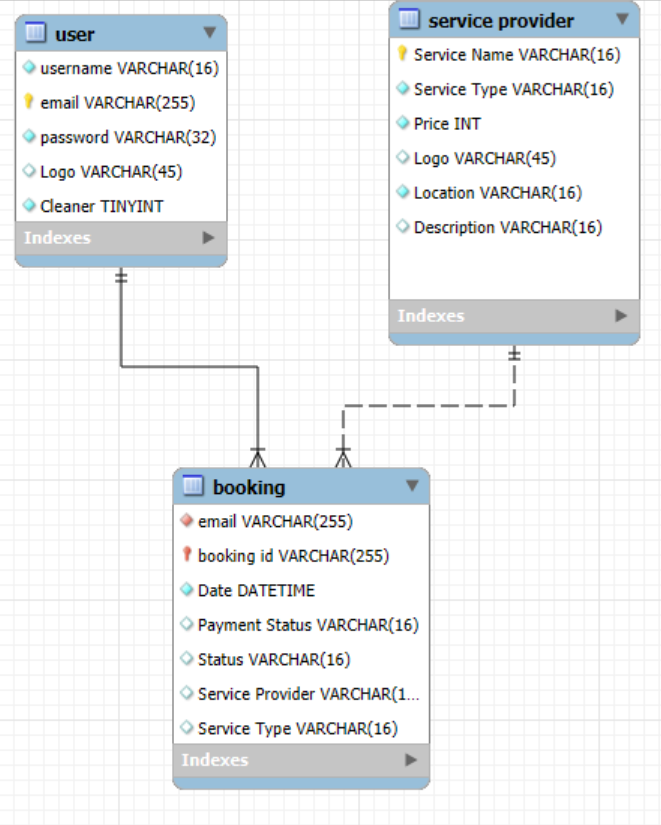 user
username VARCHAR(16)
email VARCHAR(255)
password VARCHAR(32)
Logo VARCHAR(45)
Cleaner TINYINT
Indexes
service provider
Service Name VARCHAR(16)
Service Type VARCHAR(16)
Price INT
Logo VARCHAR(45)
Location VARCHAR(16)
Description VARCHAR(16)
Indexes
booking
email VARCHAR(255)
booking id VARCHAR(255)
Date DATETIME
Payment Status VARCHAR(16)
Status VARCHAR(16)
Service Provider VARCHAR(1...
Service Type VARCHAR(16)
Indexes